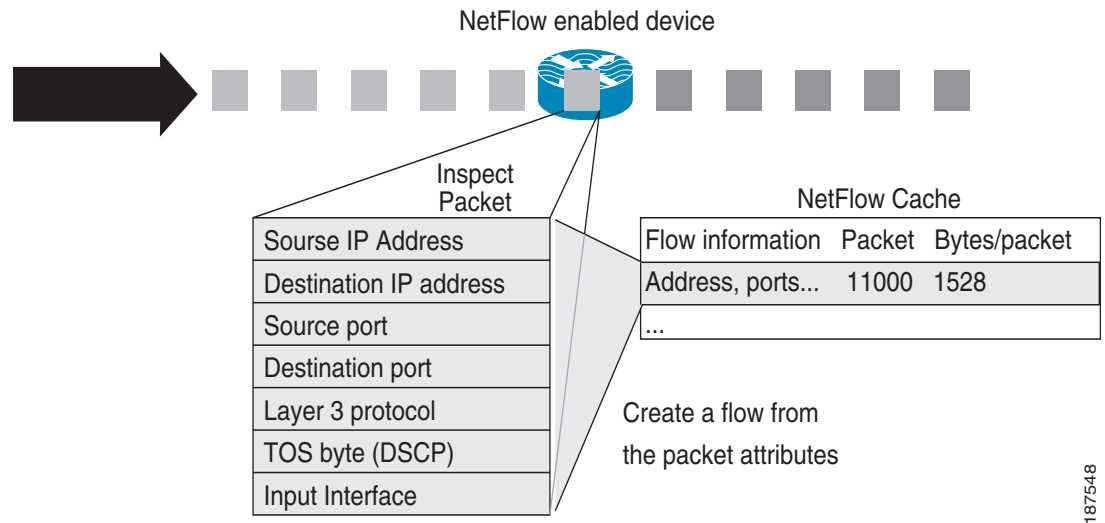 NetFlow enabled device
Inspect
Packet
Sourse IP Address
Destination IP address
Source port
Destination port
Layer 3 protocol
TOS byte (DSCP)
Input Interface
NetFlow Cache
Flow information Packet Bytes/packet
Address, ports... 11000 1528
...
Create a flow from
the packet attributes
187548